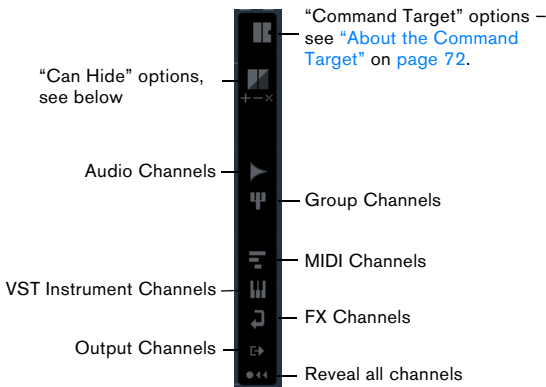 “Command Target” options –
see “About the Command
Target” on page 72.
“Can Hide” options,
see below
Audio Channels
Group Channels
MIDI Channels
VST Instrument Channels
FX Channels
Output Channels
Reveal all channels